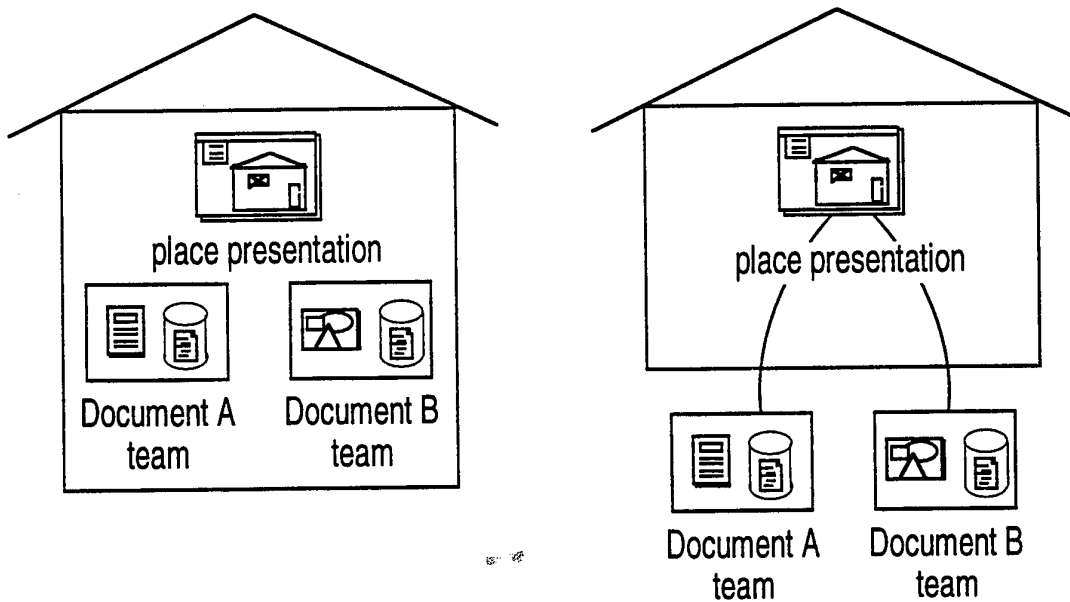 place presentation
Document A
team
Document B
team
place presentation
Document A
team
Document B
team